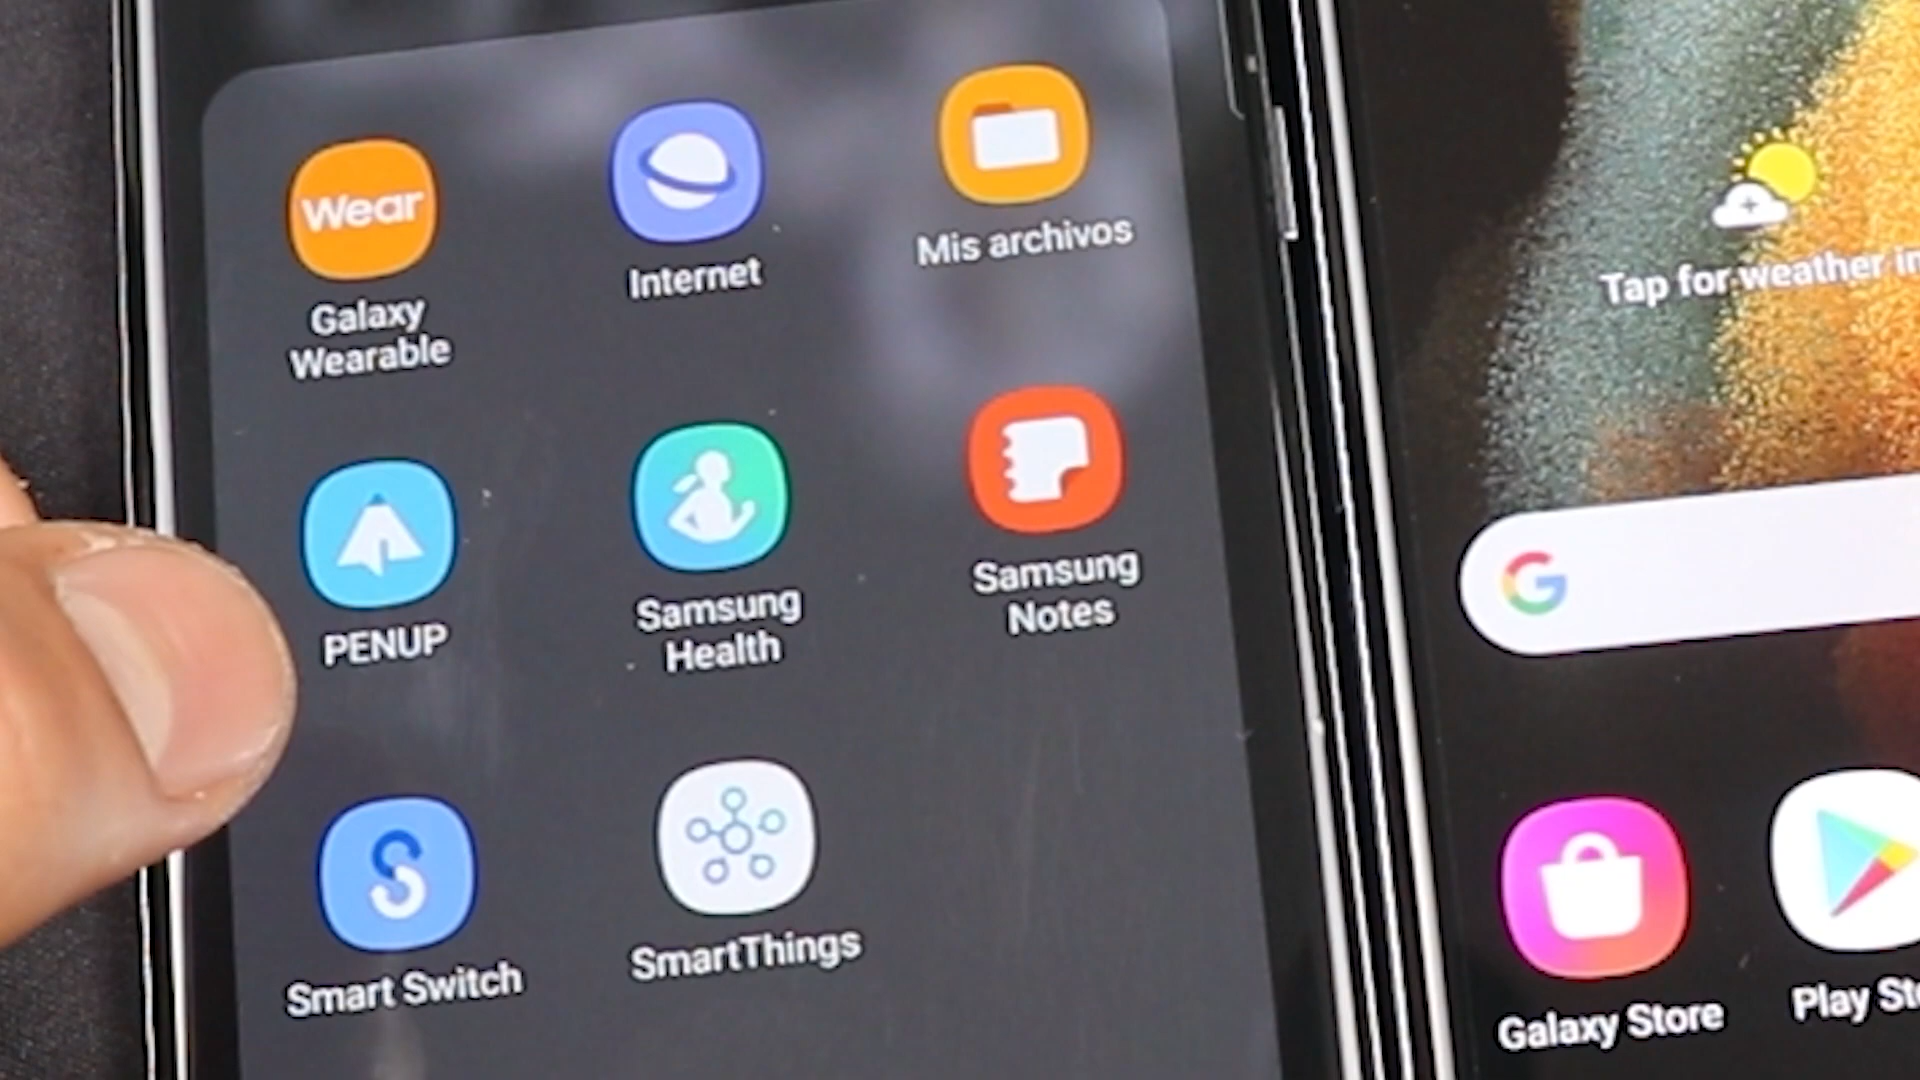 Wear
Galaxy
Wearable
Internet
Mis archivos
PENUP
Samsung
Health
Samsung
Notes
Smart Switch
SmartThings
Tap for weather
G
Galaxy Store
Play